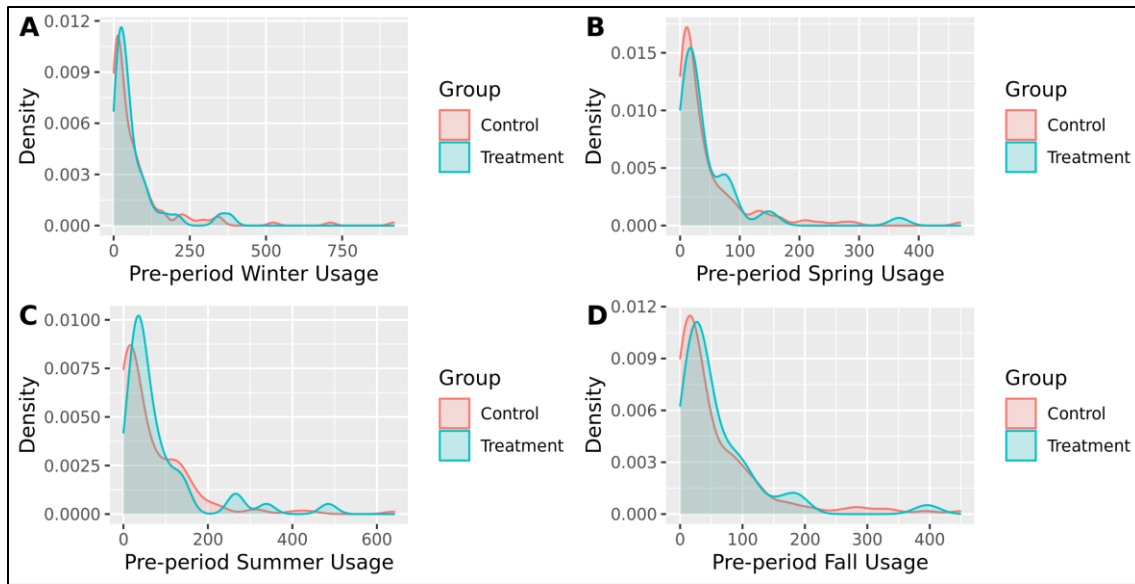 A
Density
0.012
0.009
0.006
0.003
0.000
0
250
500
750
Pre-period Winter Usage
Group
Control
Treatment
B
Density
0.015
0.010
0.005
0.000
0
100
200
300
400
Pre-period Spring Usage
Group
Control
Treatment
C
Density
0.0100
0.0075
0.0050
0.0025
0.0000
0
200
400
600
Pre-period Summer Usage
Group
Control
Treatment
D
Density
0.012
0.009
0.006
0.003
0.000
0
100
200
300
400
Pre-period Fall Usage
Group
Control
Treatment